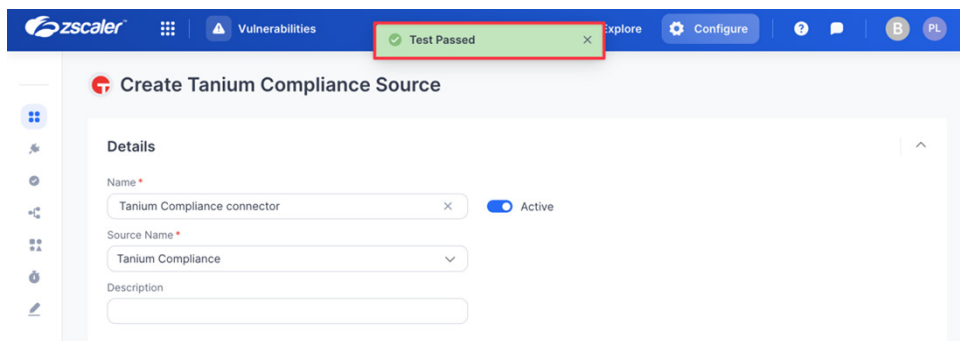 zscaler
Vulnerabilities
Test Passed
Explore
Configure
B
PL
Create Tanium Compliance Source
Details
Name *
Tanium Compliance connector
Active
Source Name *
Tanium Compliance
Description